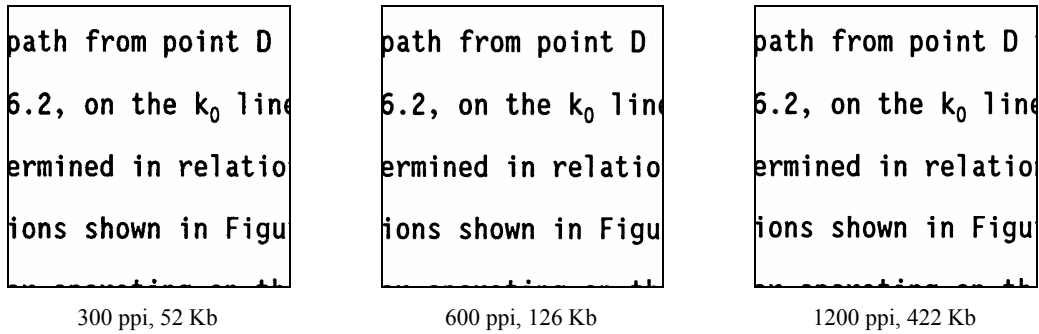 path from point D
6.2, on the k₀ line
ermined in relatio
ions shown in Figu
path from point D
6.2, on the k₀ line
ermined in relatio
ions shown in Figu
path from point D
6.2, on the k₀ line
ermined in relatio
ions shown in Figu
300 ppi, 52 Kb
600 ppi, 126 Kb
1200 ppi, 422 Kb